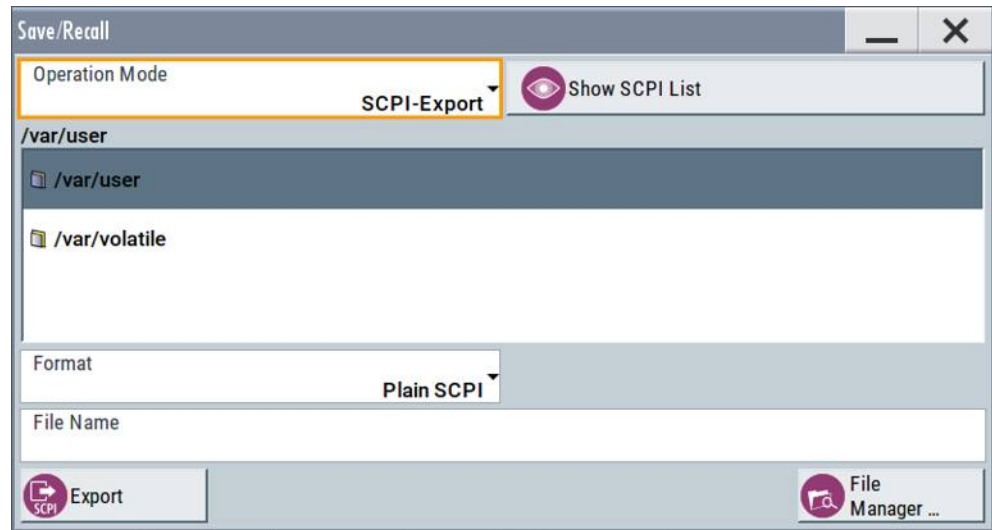 Save/Recall
Operation Mode
SCPI-Export
Show SCPI List
/var/user
/var/user
/var/volatile
Format
Plain SCPI
File Name
SCPI
Export
File
Manager ...